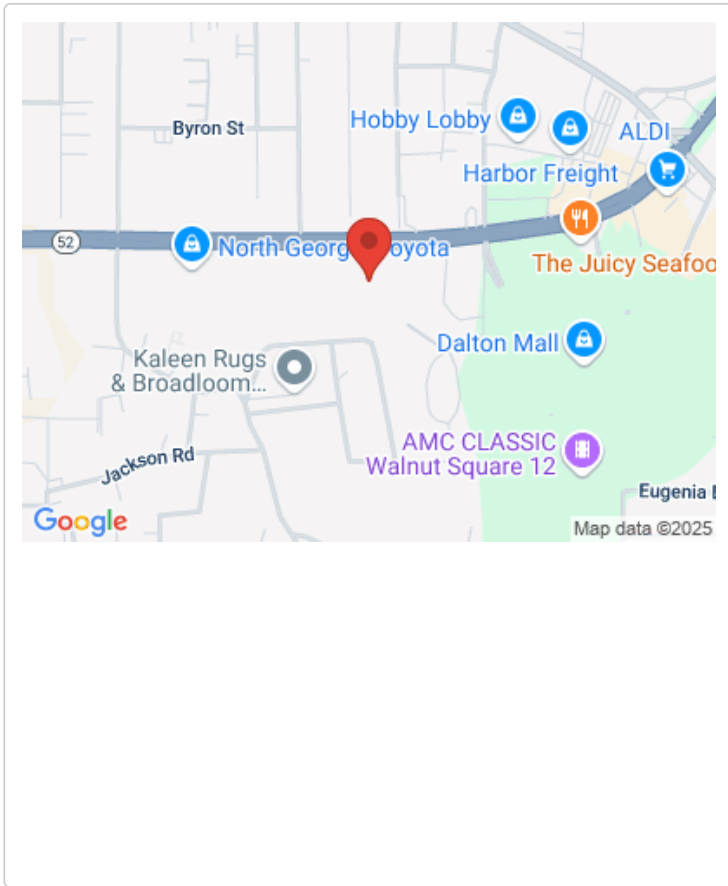 Byron St
Hobby Lobby
ALDI
Harbor Freight
52
North Georg oyota
The Juicy Seafoo
Dalton Mall
Kaleen Rugs
& Broadloom...
AMC CLASSIC
Walnut Square 12
Jackson Rd
Eugenia
Google
Map data ©2025